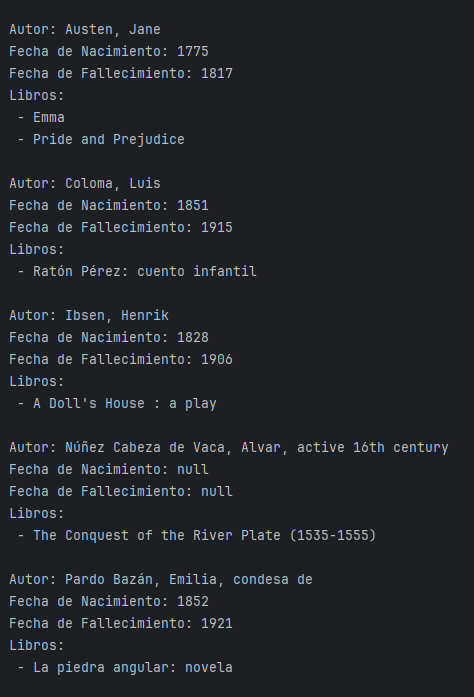 Autor: Austen, Jane
Fecha de Nacimiento: 1775
Fecha de Fallecimiento: 1817
Libros:
- Emma
- Pride and Prejudice
Autor: Coloma, Luis
Fecha de Nacimiento: 1851
Fecha de Fallecimiento: 1915
Libros:
- Ratón Pérez: cuento infantil
Autor: Ibsen, Henrik
Fecha de Nacimiento: 1828
Fecha de Fallecimiento: 1906
Libros:
- A Doll's House : a play
Autor: Núñez Cabeza de Vaca, Alvar, active 16th century
Fecha de Nacimiento: null
Fecha de Fallecimiento: null
Libros:
- The Conquest of the River Plate (1535-1555)
Autor: Pardo Bazán, Emilia, condesa de
Fecha de Nacimiento: 1852
Fecha de Fallecimiento: 1921
Libros:
- La piedra angular: novela